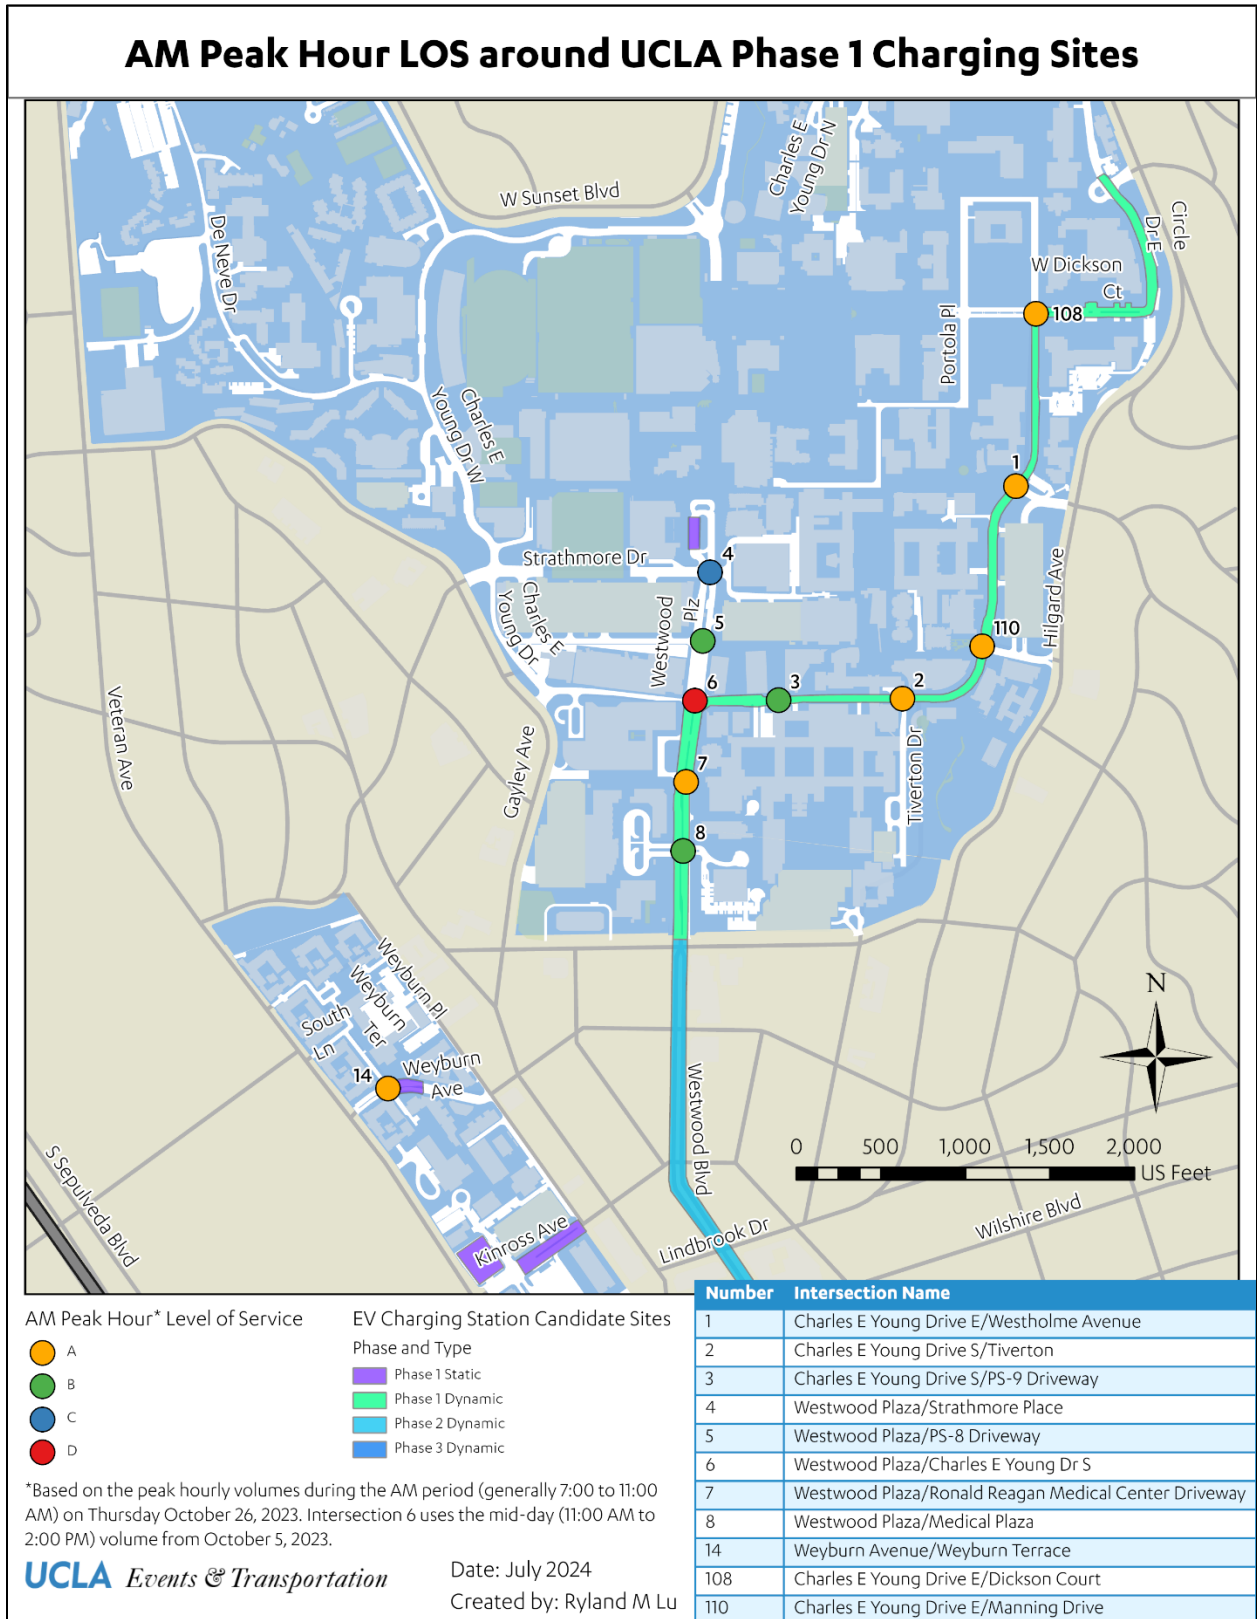 AM Peak Hour LOS around UCLA Phase 1 Charging Sites
W Sunset Blvd
Charles E
Young Dr N
Circle
Dr E
De Neve Dr
W Dickson
Ct
108
Portola Pl
Charles E
Young Dr W
1
Strathmore Dr
4
Hilgard Ave
Charles E
Young Dr
Westwood
Plz
5
110
6
3
2
Veteran Ave
Gayley Ave
7
Tiverton Dr
8
Weyburn Pl
Weyburn
Ter
South
Ln
14
Weyburn
Ave
N
Westwood Blvd
0 500 1,000 1,500 2,000
US Feet
S Sepulveda Blvd
Kinross Ave
Lindbrook Dr
Wilshire Blvd
AM Peak Hour* Level of Service
A
B
C
D
EV Charging Station Candidate Sites
Phase and Type
Phase 1 Static
Phase 1 Dynamic
Phase 2 Dynamic
Phase 3 Dynamic
*Based on the peak hourly volumes during the AM period (generally 7:00 to 11:00
AM) on Thursday October 26, 2023. Intersection 6 uses the mid-day (11:00 AM to
2:00 PM) volume from October 5, 2023.
UCLA Events & Transportation
Date: July 2024
Created by: Ryland M Lu
Number Intersection Name
1 Charles E Young Drive E/Westholme Avenue
2 Charles E Young Drive S/Tiverton
3 Charles E Young Drive S/PS-9 Driveway
4 Westwood Plaza/Strathmore Place
5 Westwood Plaza/PS-8 Driveway
6 Westwood Plaza/Charles E Young Dr S
7 Westwood Plaza/Ronald Reagan Medical Center Driveway
8 Westwood Plaza/Medical Plaza
14 Weyburn Avenue/Weyburn Terrace
108 Charles E Young Drive E/Dickson Court
110 Charles E Young Drive E/Manning Drive